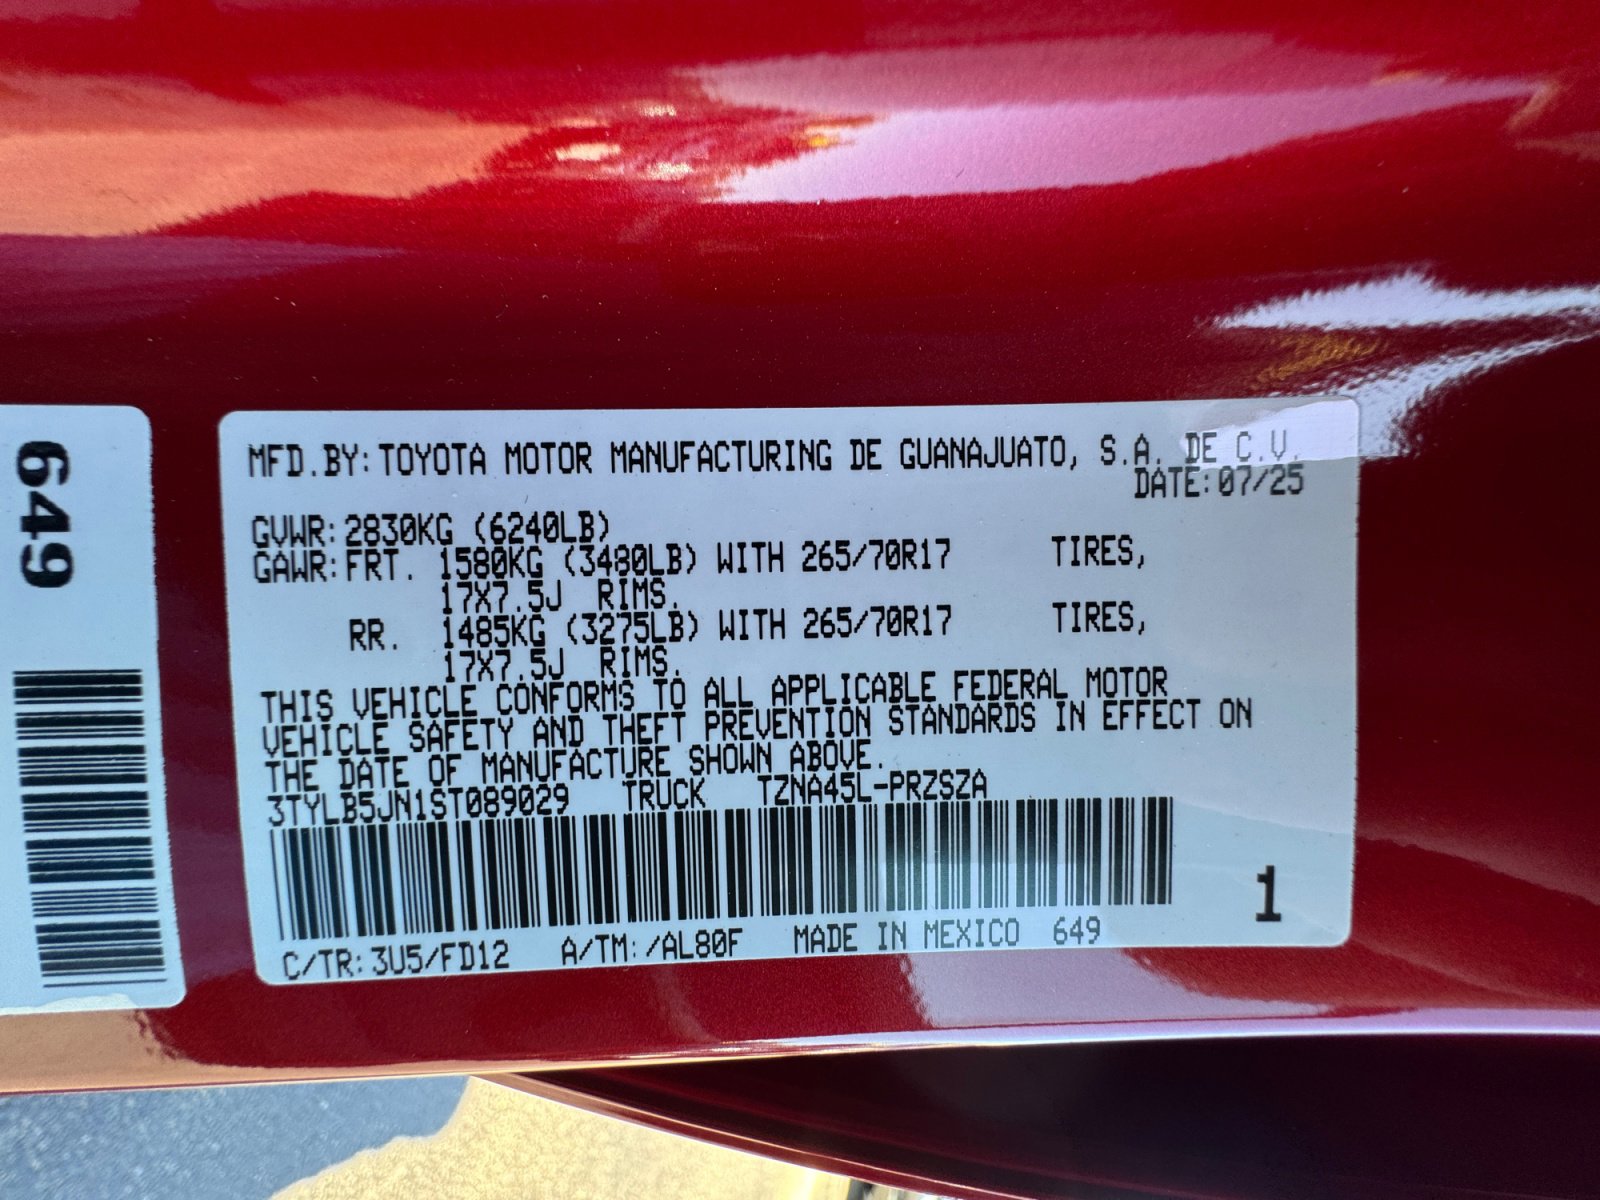 649
MFD.BY: TOYOTA MOTOR MANUFACTURING DE GUANAJUATO, S.A. DE C.V.
DATE: 07/25
GVWR: 2830KG (6240LB)
GAWR: FRT. 1580KG (3480LB) WITH 265/70R17 TIRES,
17X7.5J RIMS.
RR. 1485KG (3275LB) WITH 265/70R17 TIRES,
17X7.5J RIMS.
THIS VEHICLE CONFORMS TO ALL APPLICABLE FEDERAL MOTOR
VEHICLE SAFETY AND THEFT PREVENTION STANDARDS IN EFFECT ON
THE DATE OF MANUFACTURE SHOWN ABOVE.
3TYLB5JN1ST089029 TRUCK TZNA45L-PRZSZA
1
C/TR: 3U5/FD12 A/TM: /AL80F MADE IN MEXICO 649